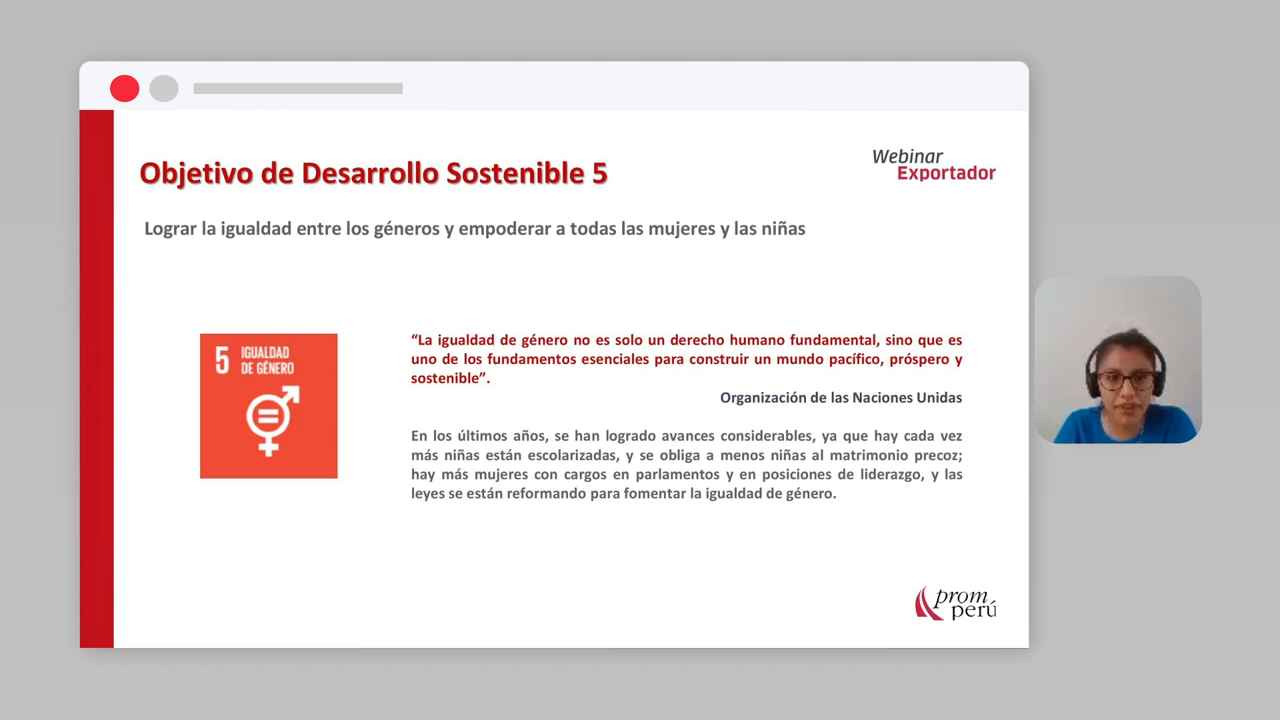 Objetivo de Desarrollo Sostenible 5
Webinar
Exportador
Lograr la igualdad entre los géneros y empoderar a todas las mujeres y las niñas
5 IGUALDAD
DE GÉNERO
“La igualdad de género no es solo un derecho humano fundamental, sino que es
uno de los fundamentos esenciales para construir un mundo pacífico, próspero y
sostenible”.
Organización de las Naciones Unidas
En los últimos años, se han logrado avances considerables, ya que hay cada vez
más niñas están escolarizadas, y se obliga a menos niñas al matrimonio precoz;
hay más mujeres con cargos en parlamentos y en posiciones de liderazgo, y las
leyes se están reformando para fomentar la igualdad de género.
prom
perú